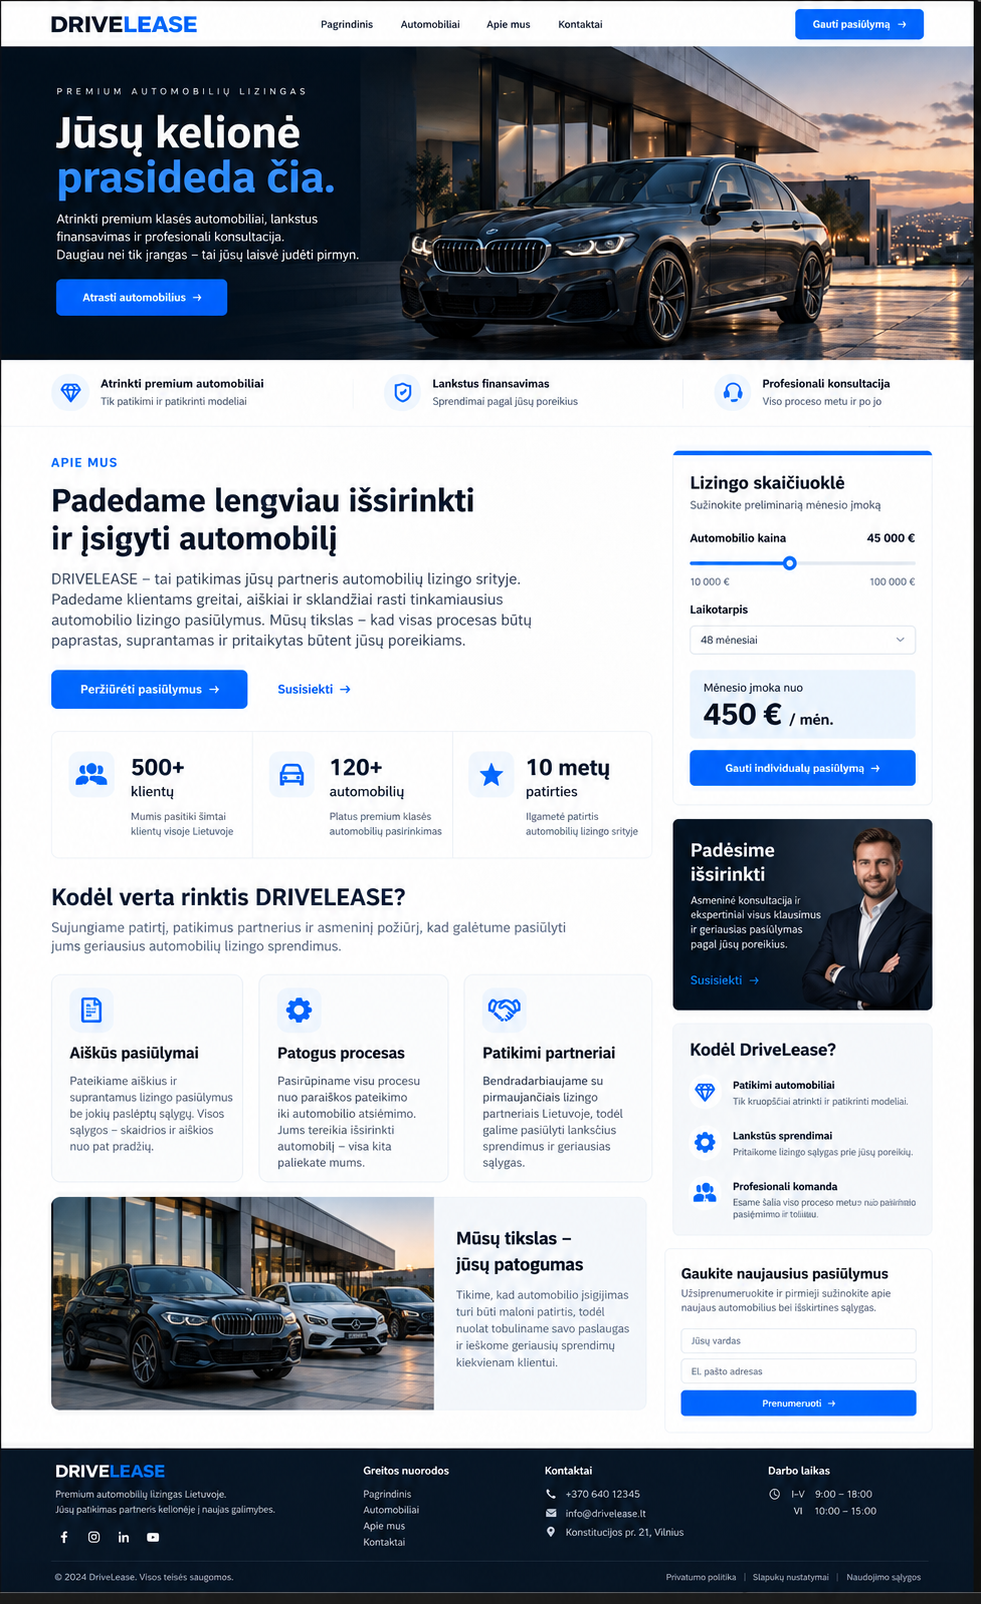 DRIVELEASE
Pagrindinis
Automobiliai
Apie mus
Kontaktai
Gauti pasiūlymą →
PREMIUM AUTOMOBILIŲ LIZINGAS
Jūsų kelionė
prasideda čia.
Atrinkti premium klasės automobiliai, lankstus
finansavimas ir profesionali konsultacija.
Daugiau nei tik įrangas – tai jūsų laisvė judėti pirmyn.
Atrasti automobilius →
Atrinkti premium automobiliai
Tik patikimi ir patikrinti modeliai
Lankstus finansavimas
Sprendimai pagal jūsų poreikius
Profesionali konsultacija
Viso proceso metu ir po jo
APIE MUS
Padedame lengviau išsirinkti
ir įsigyti automobilį
DRIVELEASE – tai patikimas jūsų partneris automobilių lizingo srityje.
Padedame klientams greitai, aiškiai ir sklandžiai rasti tinkamiausius
automobilio lizingo pasiūlymus. Mūsų tikslas – kad visas procesas būtų
paprastas, suprantamas ir pritaikytas būtent jūsų poreikiams.
Peržiūrėti pasiūlymus →
Susisiekti →
500+
klientų
Mumis pasitiki šimtai
klientų visoje Lietuvoje
120+
automobilių
Platus premium klasės
automobilių pasirinkimas
10 metų
patirties
Ilgametė patirtis
automobilių lizingo srityje
Kodėl verta rinktis DRIVELEASE?
Sujungiame patirtį, patikimus partnerius ir asmeninį požiūrį, kad galėtume pasiūlyti
jums geriausius automobilių lizingo sprendimus.
Aiškūs pasiūlymai
Pateikiame aiškius ir
suprantamus lizingo pasiūlymus
be jokių paslėptų sąlygų. Visos
sąlygos – skaidrios ir aiškios
nuo pat pradžių.
Patogus procesas
Pasirūpiname visu procesu
nuo paraiškos pateikimo
iki automobilio atsiėmimo.
Jums tereikia išsirinkti
automobilį – visa kita
paliekate mums.
Patikimi partneriai
Bendradarbiaujame su
pirmaujančiais lizingo
partneriais Lietuvoje, todėl
galime pasiūlyti lanksčius
sprendimus ir geriausias
sąlygas.
Mūsų tikslas –
jūsų patogumas
Tikime, kad automobilio įsigijimas
turi būti maloni patirtis, todėl
nuolat tobuliname savo paslaugas
ir ieškome geriausių sprendimų
kiekvienam klientui.
Lizingo skaičiuoklė
Sužinokite preliminarią mėnesio įmoką
Automobilio kaina
45 000 €
10 000 €
100 000 €
Laikotarpis
48 mėnesiai
Mėnesio įmoka nuo
450 € / mėn.
Gauti individualų pasiūlymą →
Padėsime
išsirinkti
Asmeninė konsultacija ir
ekspertiniai visus klausimus
ir geriausias pasiūlymas
pagal jūsų poreikius.
Susisiekti →
Kodėl DriveLease?
Patikimi automobiliai
Tik kruopščiai atrinkti ir patikrinti modeliai.
Lankstūs sprendimai
Pritaikome lizingo sąlygas prie jūsų poreikių.
Profesionali komanda
Esame šalia viso proceso
Gaukite naujausius pasiūlymus
Užsiprenumeruokite ir pirmieji sužinokite apie
naujaus automobilius bei išskirtines sąlygas.
Jūsų vardas
El. pašto adresas
Prenumeruoti →
DRIVELEASE
Premium automobilių lizingas Lietuvoje.
Jūsų patikimas partneris kelionėje į naujas galimybes.
Greitos nuorodos
Pagrindinis
Automobiliai
Apie mus
Kontaktai
Kontaktai
+370 640 12345
info@drivelease.lt
Konstitucijos pr. 21, Vilnius
Darbo laikas
I–V 9:00 – 18:00
VI 10:00 – 15:00
© 2024 DriveLease. Visos teisės saugomos.
Privatumo politika | Slapukų nustatymai | Naudojimo sąlygos